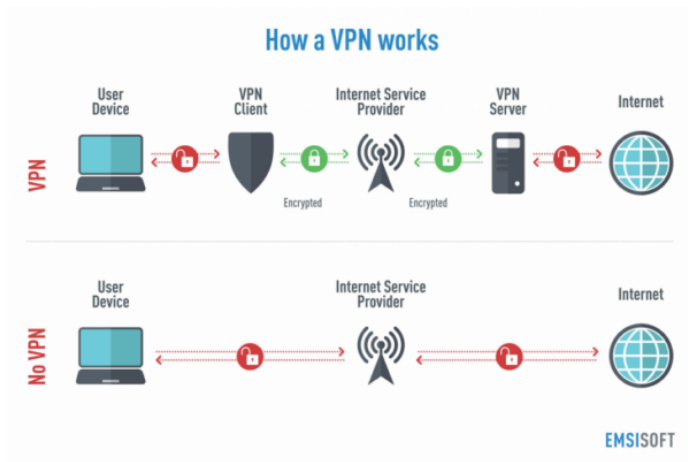 How a VPN works
User
Device
VPN
Client
Internet Service
Provider
VPN
Server
Internet
VPN
Encrypted
Encrypted
User
Device
Internet Service
Provider
Internet
No VPN
EMSISOFT